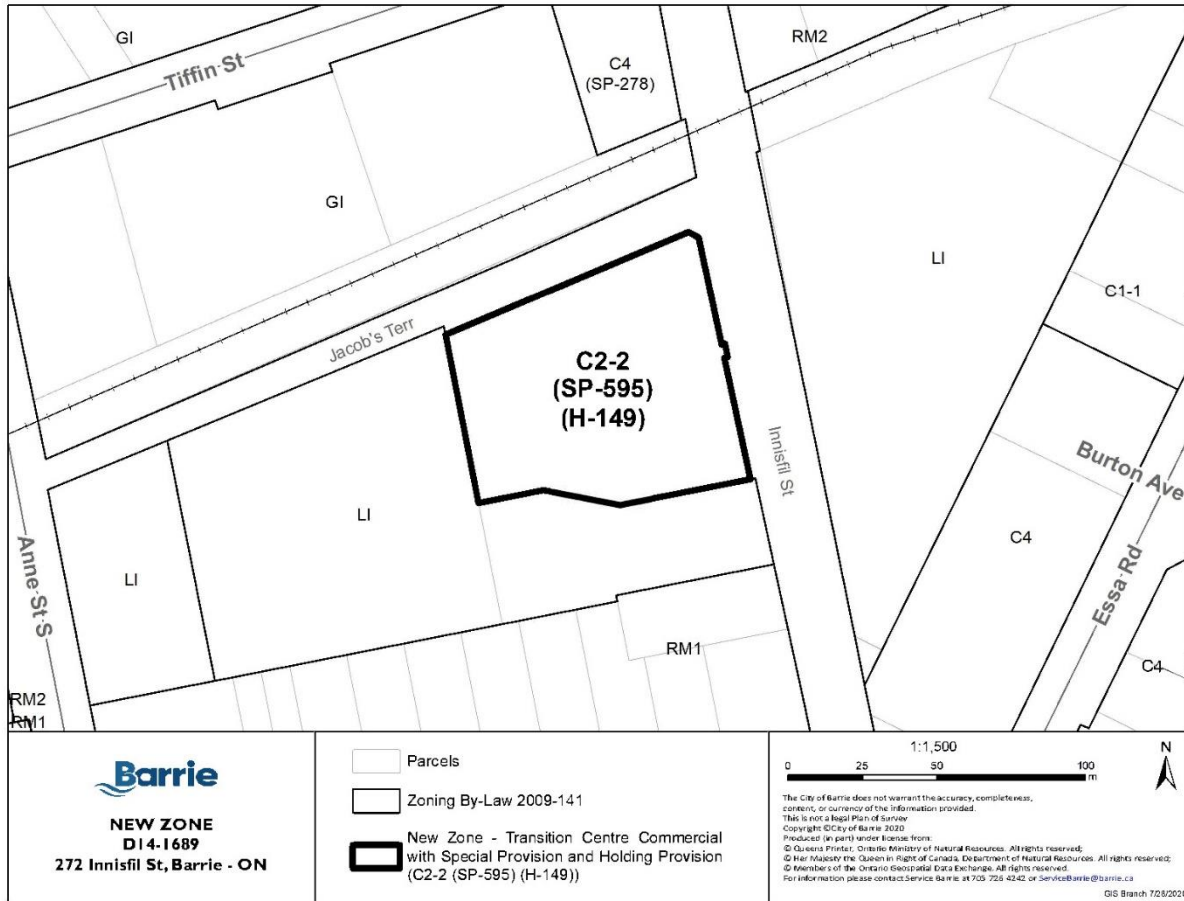 GI
Tiffin St
C4
(SP-278)
RM2
GI
LI
C1-1
Jacob's Terr
C2-2
(SP-595)
(H-149)
Innisfil St
Burton Ave
LI
C4
LI
Anne St S
Essa Rd
RM1
C4
RM2
RM1
Barrie
NEW ZONE
D14-1689
272 Innisfil St, Barrie - ON
Parcels
Zoning By-Law 2009-141
New Zone - Transition Centre Commercial
with Special Provision and Holding Provision
(C2-2 (SP-595) (H-149))
1:1,500
0 25 50 100
m
N
The City of Barrie does not warrant the accuracy, completeness,
content, or currency of the information provided.
This is not a legal Plan of Survey
Copyright ©City of Barrie 2020
Produced (in part) under license from:
© Queens Printer, Ontario Ministry of Natural Resources. All rights reserved;
© Her Majesty the Queen in Right of Canada, Department of Natural Resources. All rights reserved;
© Members of the Ontario Geospatial Data Exchange. All rights reserved.
For information please contact Service Barrie at 705 726 4242 or ServiceBarrie@barrie.ca
GIS Branch 7/28/2020